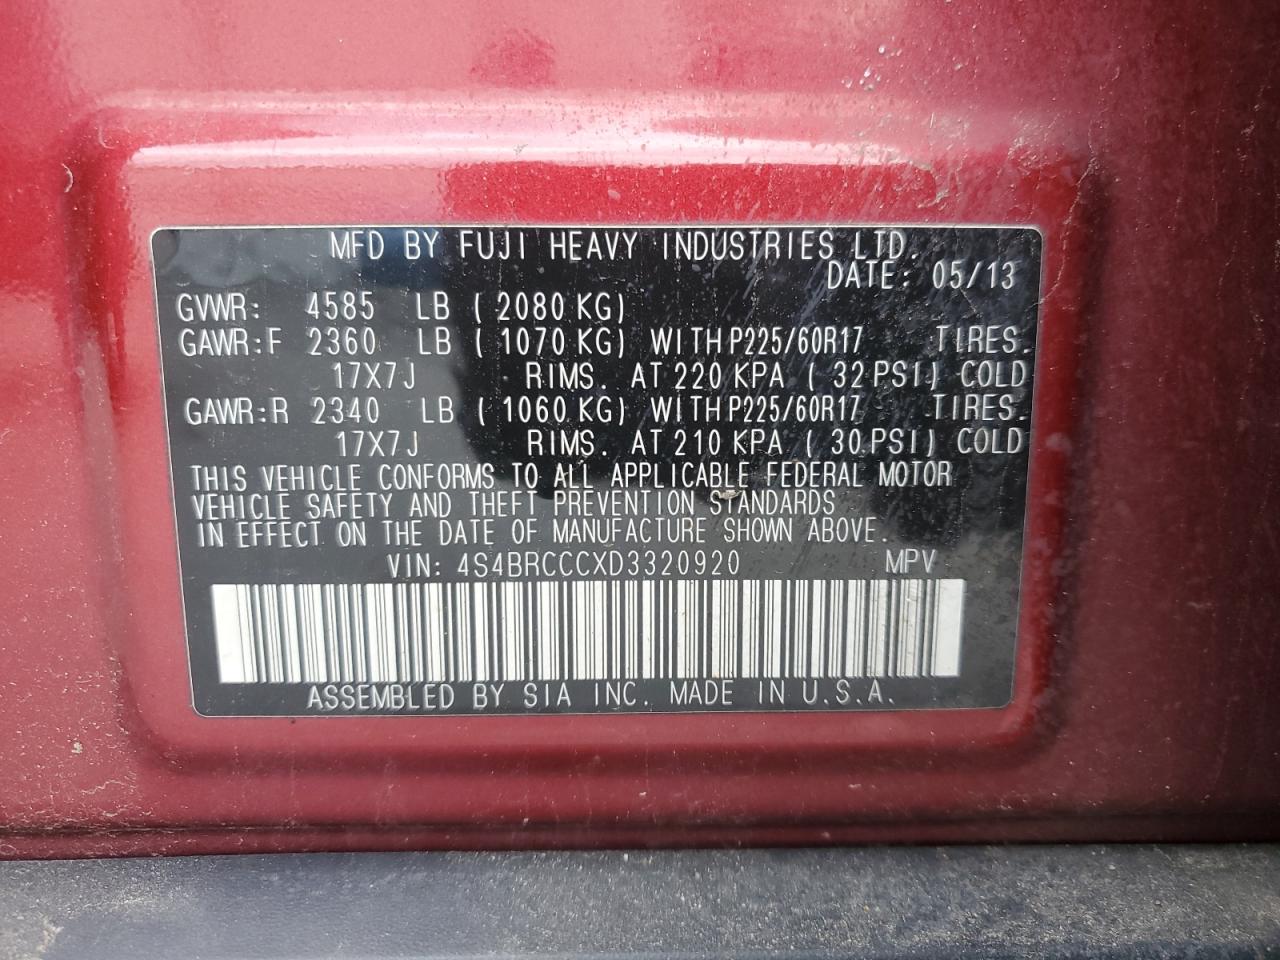 MFD BY FUJI HEAVY INDUSTRIES LTD.
DATE: 05/13
GVWR: 4585 LB ( 2080 KG)
GAWR:F 2360 LB ( 1070 KG) WITH P225/60R17 TIRES.
17X7J RIMS. AT 220 KPA ( 32 PSI) COLD
GAWR:R 2340 LB ( 1060 KG) WITH P225/60R17 TIRES.
17X7J RIMS. AT 210 KPA ( 30 PSI) COLD
THIS VEHICLE CONFORMS TO ALL APPLICABLE FEDERAL MOTOR
VEHICLE SAFETY AND THEFT PREVENTION STANDARDS
IN EFFECT ON THE DATE OF MANUFACTURE SHOWN ABOVE.
VIN: 4S4BRCCCXD3320920 MPV
ASSEMBLED BY SIA INC. MADE IN U.S.A.